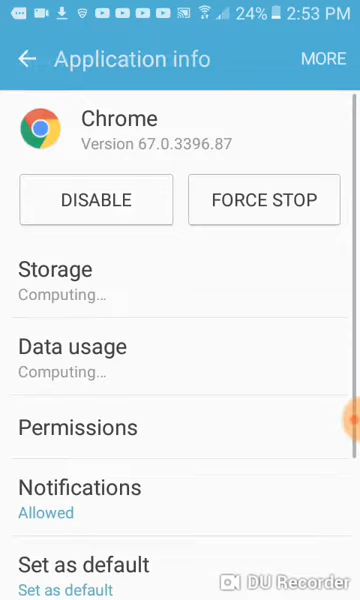 24% 2:53 PM
Application info MORE
Chrome
Version 67.0.3396.87
DISABLE FORCE STOP
Storage
Computing...
Data usage
Computing...
Permissions
Notifications
Allowed
Set as default
Set as default
DU Recorder